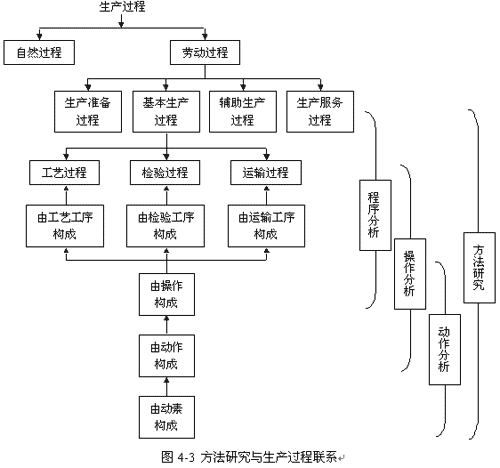 生产过程
自然过程
劳动过程
生产准备
过程
基本生产
过程
辅助生产
过程
生产服务
过程
工艺过程
检验过程
运输过程
由工艺工序
构成
由检验工序
构成
由运输工序
构成
由操作
构成
由动作
构成
由动素
构成
程序分析
操作分析
动作分析
方法研究
图 4-3 方法研究与生产过程联系